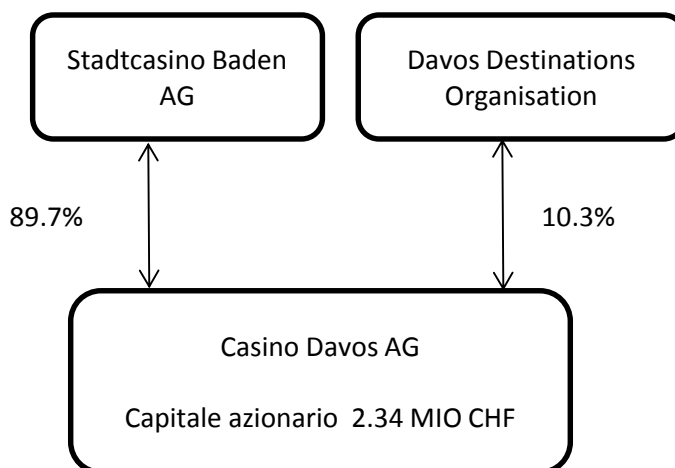 Stadtcasino Baden
AG
Davos Destinations
Organisation
89.7%
10.3%
Casino Davos AG
Capitale azionario 2.34 MIO CHF